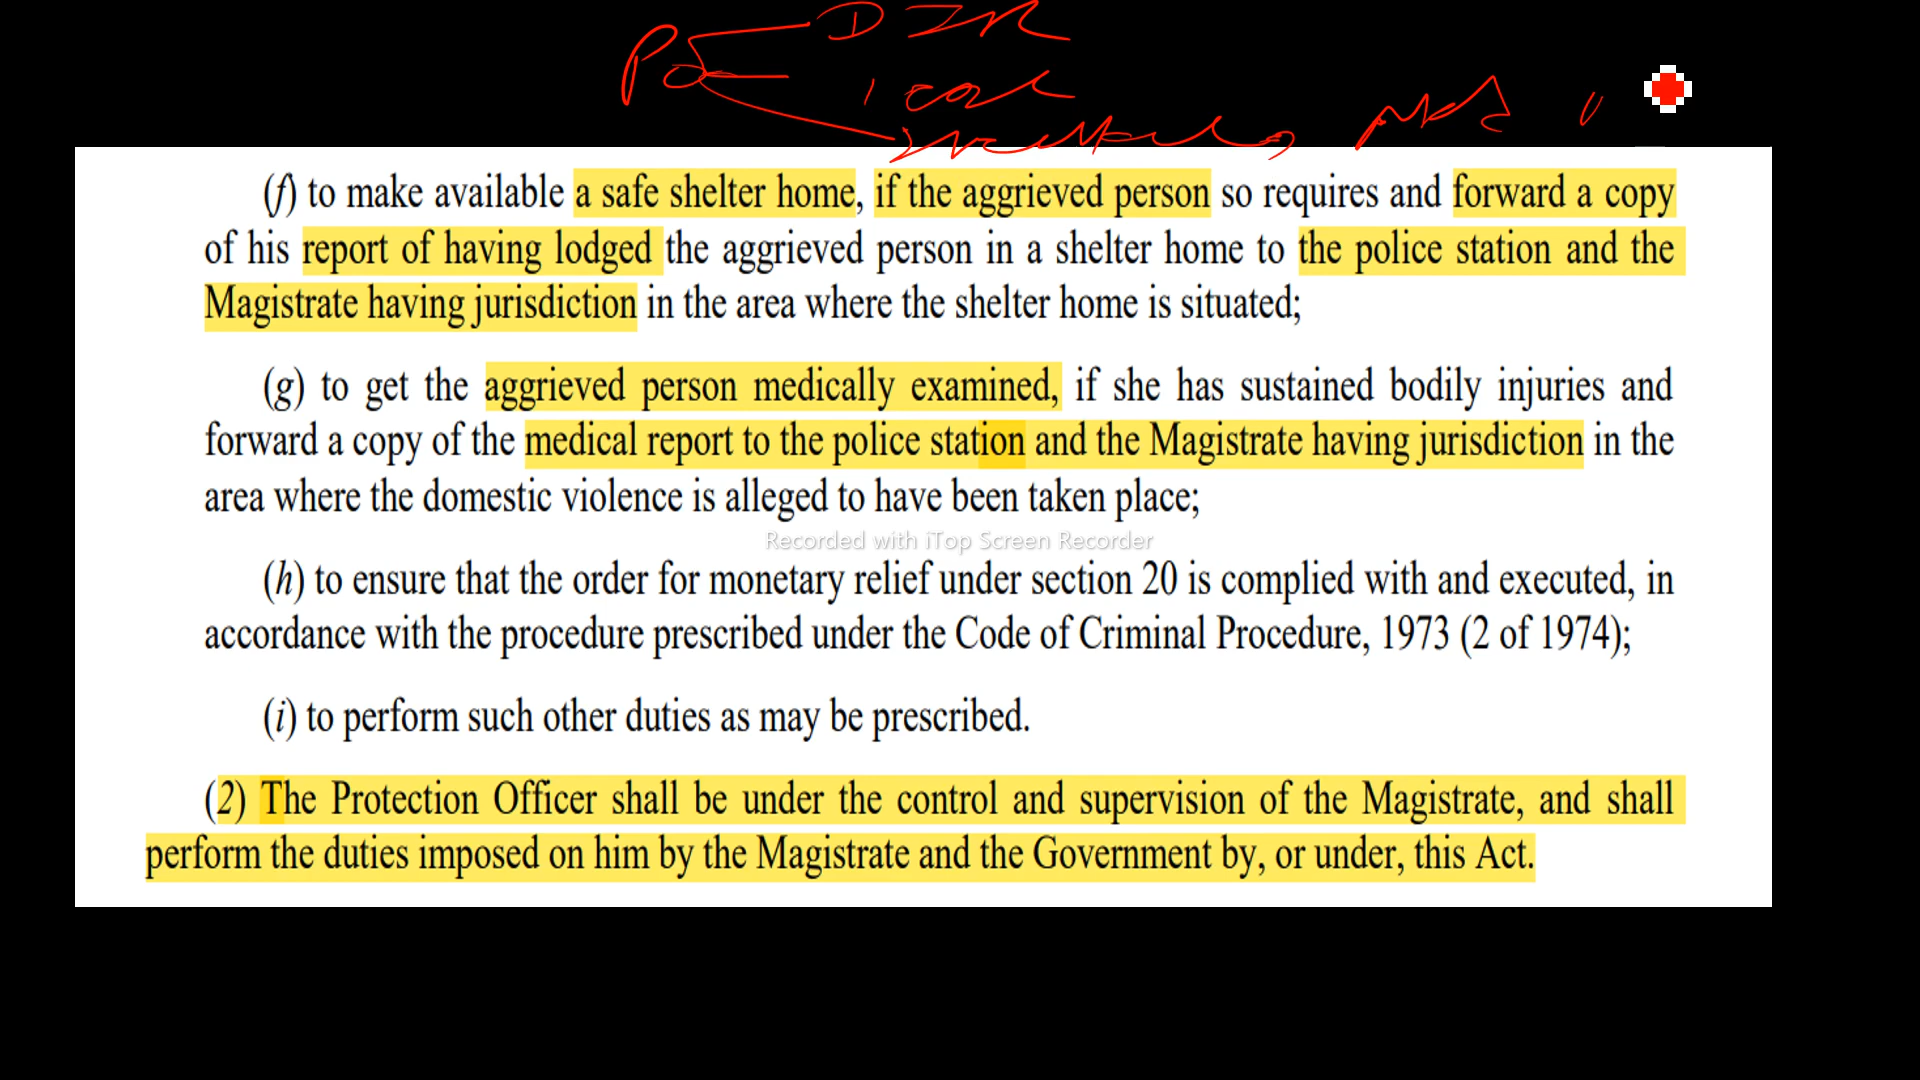 Po DIR
(f) to make available a safe shelter home, if the aggrieved person so requires and forward a copy
of his report of having lodged the aggrieved person in a shelter home to the police station and the
Magistrate having jurisdiction in the area where the shelter home is situated;
(g) to get the aggrieved person medically examined, if she has sustained bodily injuries and
forward a copy of the medical report to the police station and the Magistrate having jurisdiction in the
area where the domestic violence is alleged to have been taken place;
Recorded with iTop Screen Recorder
(h) to ensure that the order for monetary relief under section 20 is complied with and executed, in
accordance with the procedure prescribed under the Code of Criminal Procedure, 1973 (2 of 1974);
(i) to perform such other duties as may be prescribed.
(2) The Protection Officer shall be under the control and supervision of the Magistrate, and shall
perform the duties imposed on him by the Magistrate and the Government by, or under, this Act.